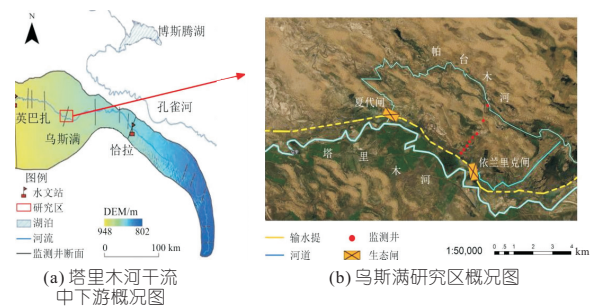 N
博斯腾湖
孔雀河
英巴扎
乌斯满
恰拉
图例
水文站
研究区
湖泊
河流
监测井断面
DEM/m
948 802
0 100 km
(a) 塔里木河干流
中下游概况图
帕台木河
夏代闸
塔里木河
依兰里克闸
输水提
监测井
河道
生态闸
1:50,000
0 0.5 1 2 3 4
km
(b) 乌斯满研究区概况图